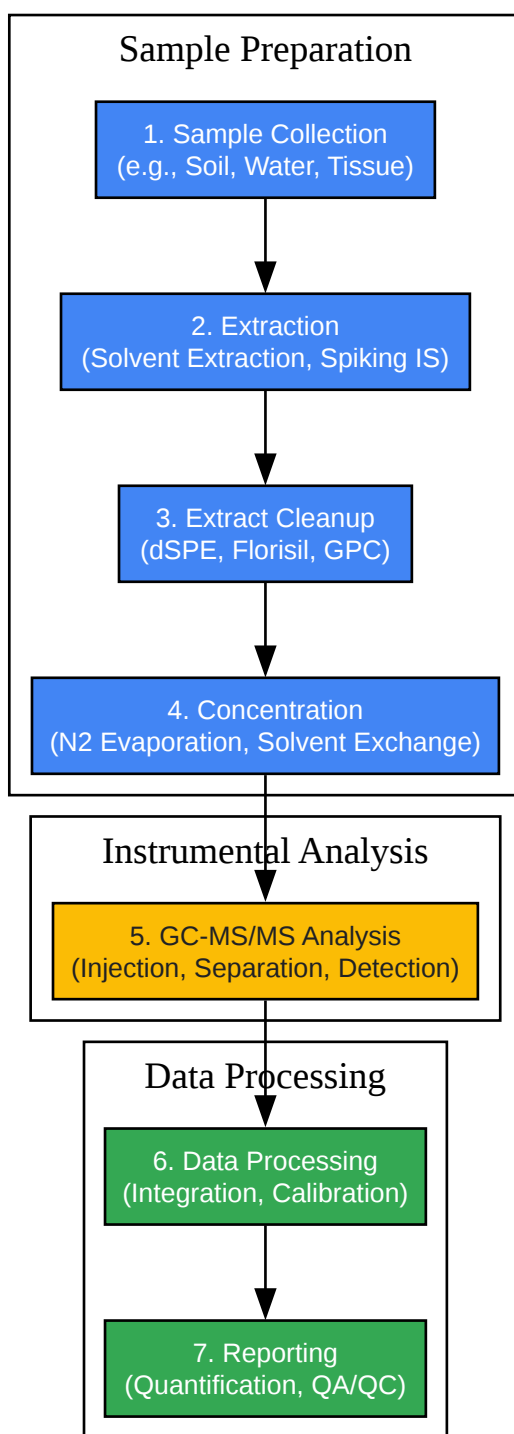 Sample Preparation
1. Sample Collection
(e.g., Soil, Water, Tissue)
2. Extraction
(Solvent Extraction, Spiking IS)
3. Extract Cleanup
(dSPE, Florisil, GPC)
4. Concentration
(N2 Evaporation, Solvent Exchange)
Instrumental Analysis
5. GC-MS/MS Analysis
(Injection, Separation, Detection)
Data Processing
6. Data Processing
(Integration, Calibration)
7. Reporting
(Quantification, QA/QC)